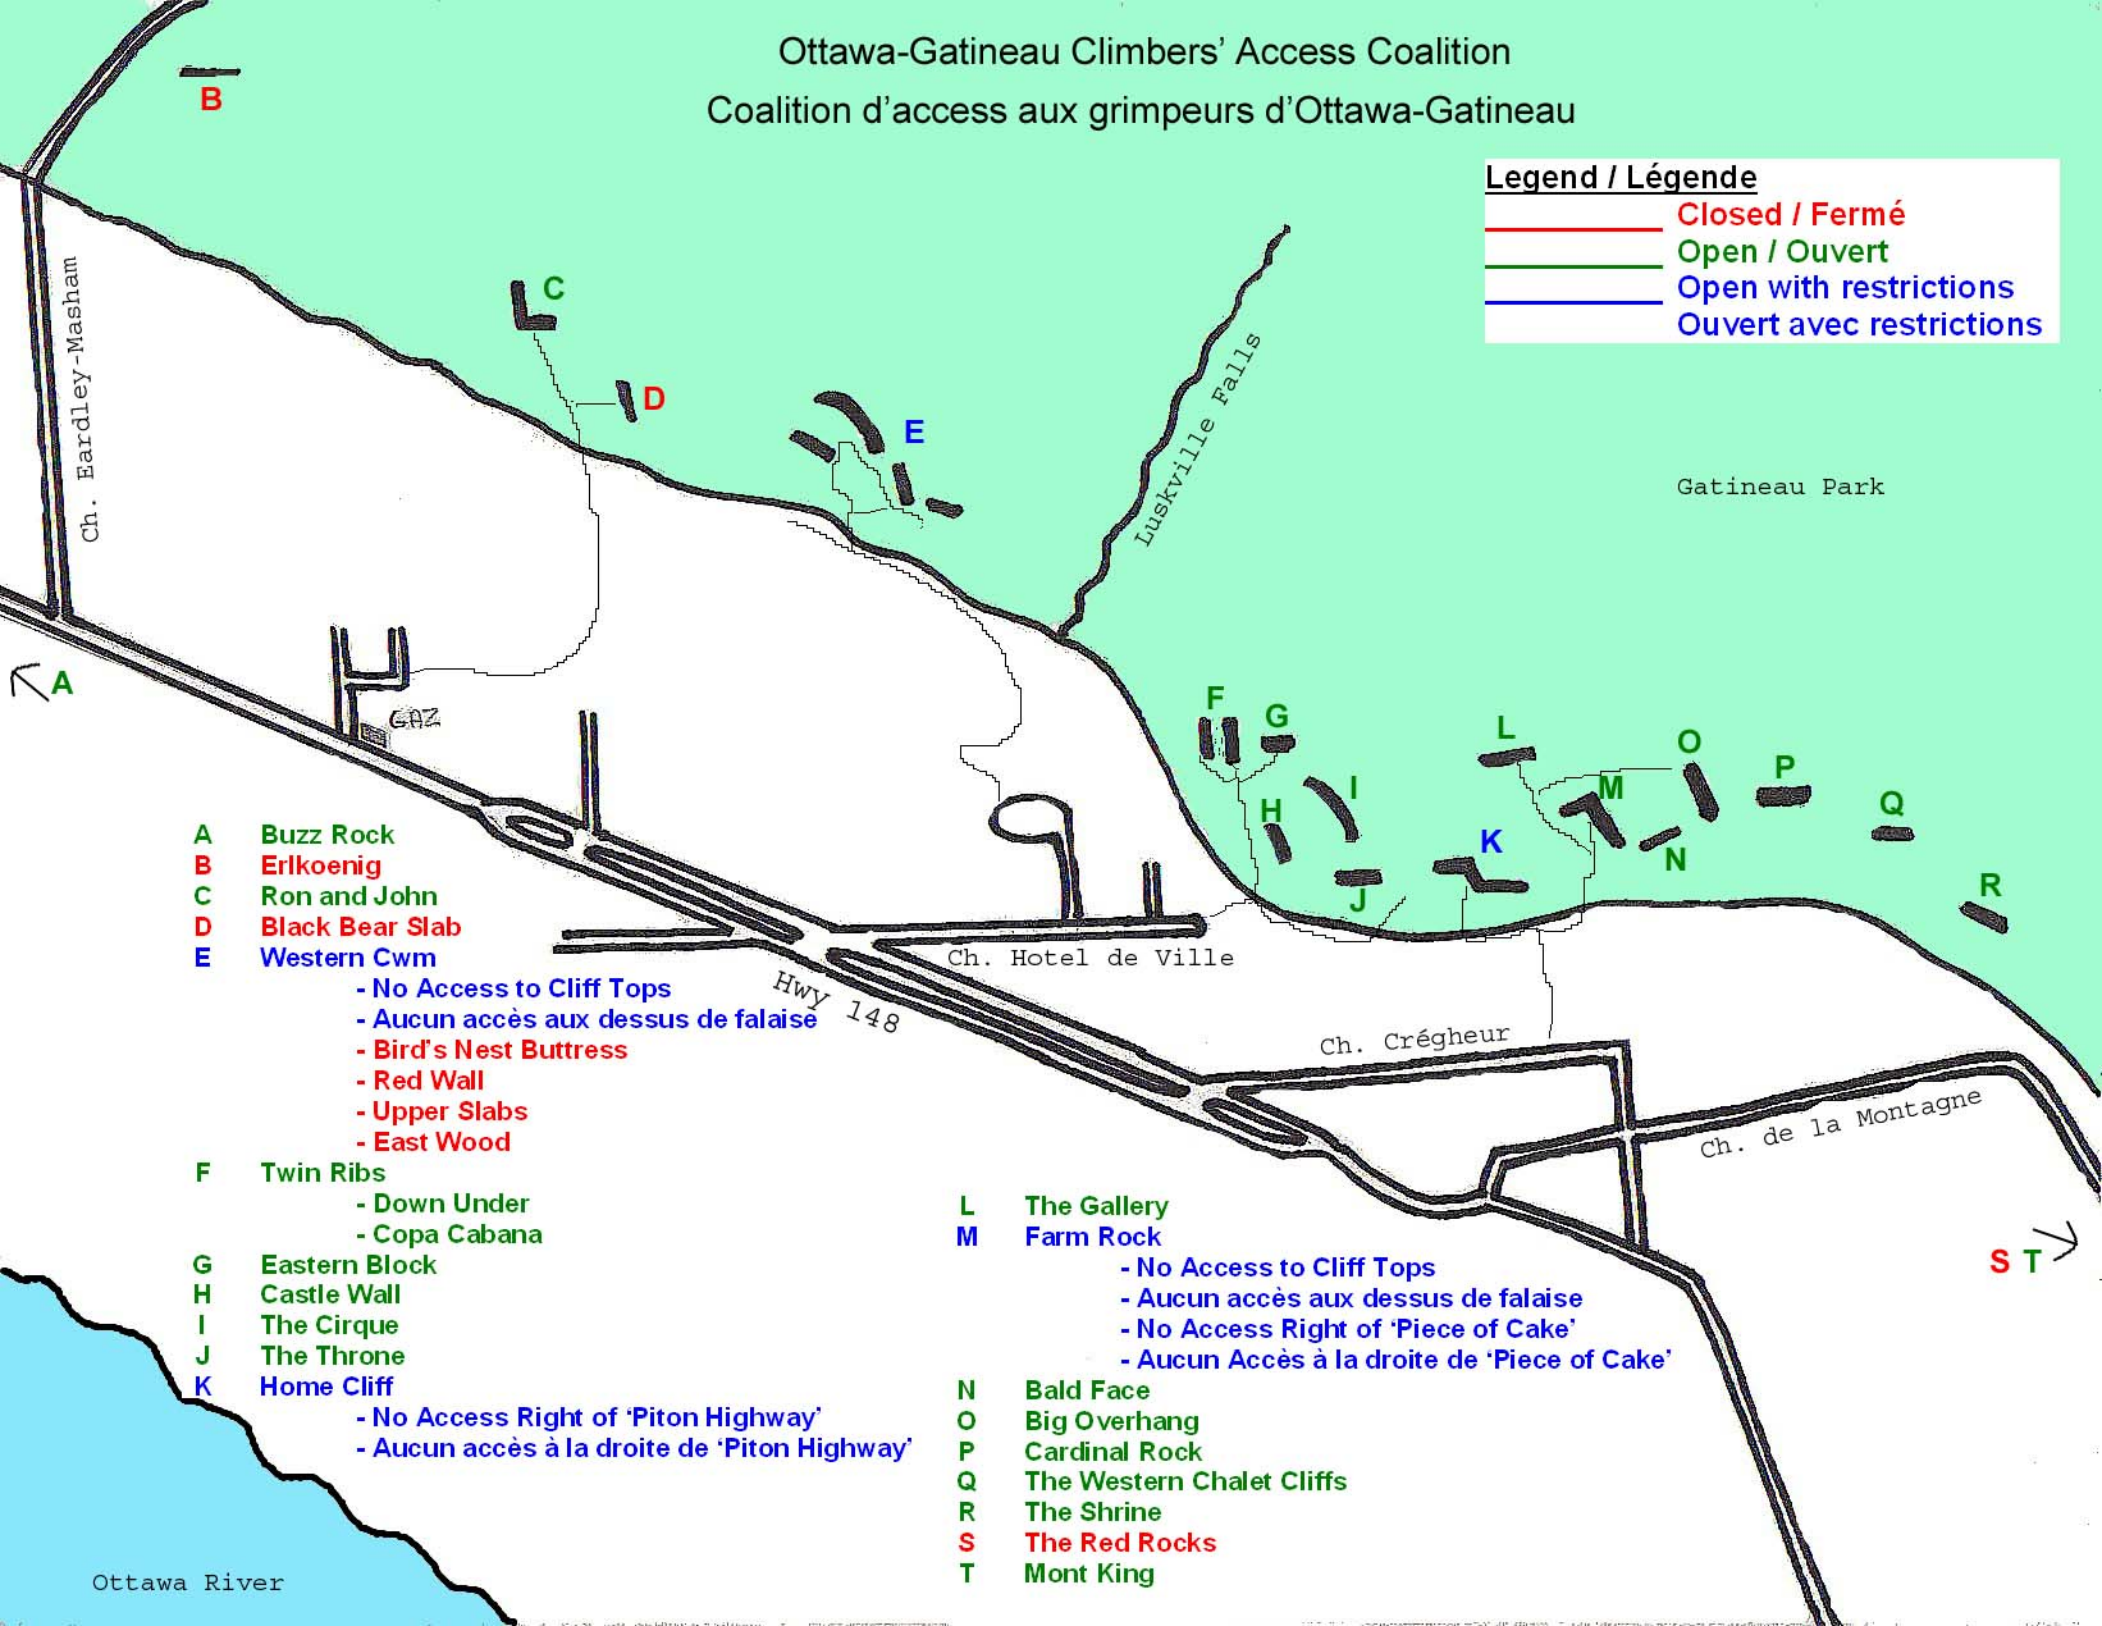 Ottawa-Gatineau Climbers' Access Coalition
Coalition d'access aux grimpeurs d'Ottawa-Gatineau
Legend / Légende
Closed / Fermé
Open / Ouvert
Open with restrictions
Ouvert avec restrictions
B
Ch. Eardley-Masham
C
D
E
Luskville Falls
Gatineau Park
A
GAZ
F
G
H
I
J
K
L
M
N
O
P
Q
R
Ch. Hotel de Ville
Hwy 148
Ch. Crégheur
Ch. de la Montagne
S T
A Buzz Rock
B Erlkoenig
C Ron and John
D Black Bear Slab
E Western Cwm
- No Access to Cliff Tops
- Aucun accès aux dessus de falaise
- Bird's Nest Buttress
- Red Wall
- Upper Slabs
- East Wood
F Twin Ribs
- Down Under
- Copa Cabana
G Eastern Block
H Castle Wall
I The Cirque
J The Throne
K Home Cliff
- No Access Right of 'Piton Highway'
- Aucun accès à la droite de 'Piton Highway'
L The Gallery
M Farm Rock
- No Access to Cliff Tops
- Aucun accès aux dessus de falaise
- No Access Right of 'Piece of Cake'
- Aucun Accès à la droite de 'Piece of Cake'
N Bald Face
O Big Overhang
P Cardinal Rock
Q The Western Chalet Cliffs
R The Shrine
S The Red Rocks
T Mont King
Ottawa River